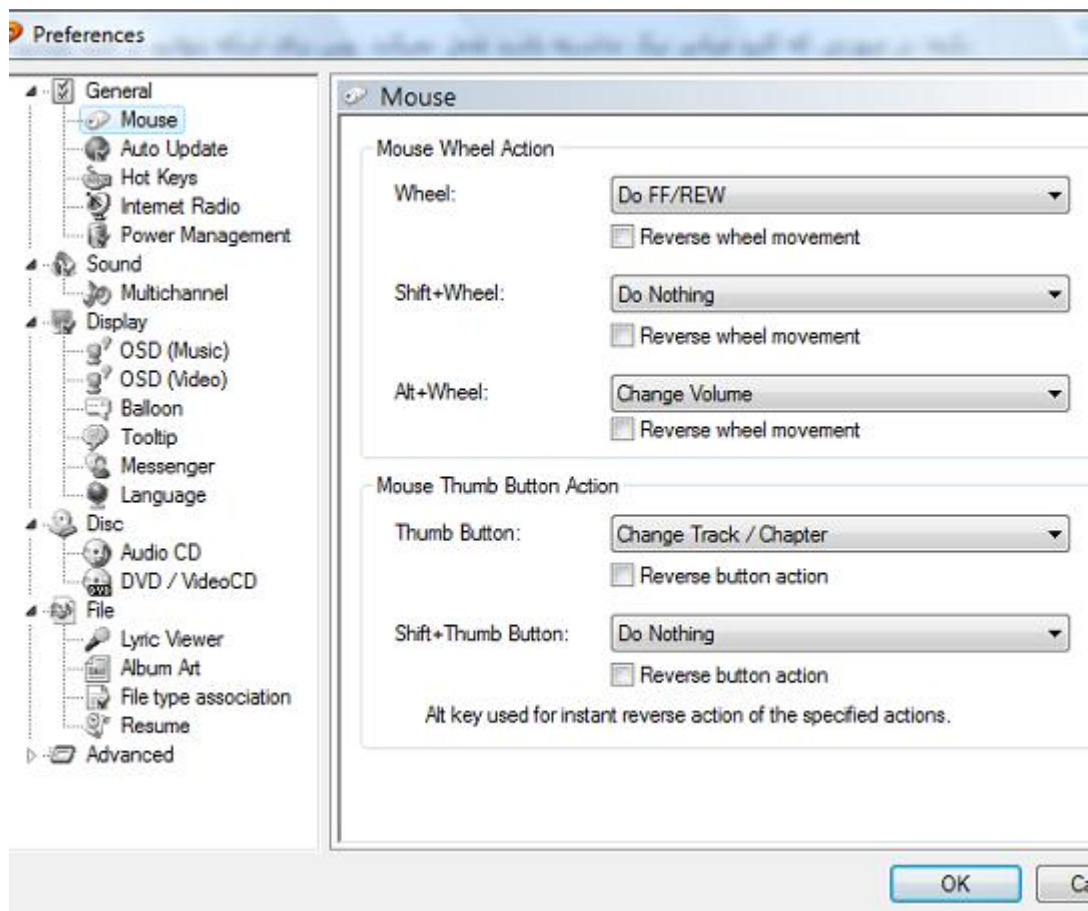 Preferences
General
Mouse
Auto Update
Hot Keys
Internet Radio
Power Management
Sound
Multichannel
Display
OSD (Music)
OSD (Video)
Balloon
Tooltip
Messenger
Language
Disc
Audio CD
DVD / VideoCD
File
Lyric Viewer
Album Art
File type association
Resume
Advanced
Mouse
Mouse Wheel Action
Wheel: Do FF/REW
Reverse wheel movement
Shift+Wheel: Do Nothing
Reverse wheel movement
Alt+Wheel: Change Volume
Reverse wheel movement
Mouse Thumb Button Action
Thumb Button: Change Track / Chapter
Reverse button action
Shift+Thumb Button: Do Nothing
Reverse button action
Alt key used for instant reverse action of the specified actions.
OK